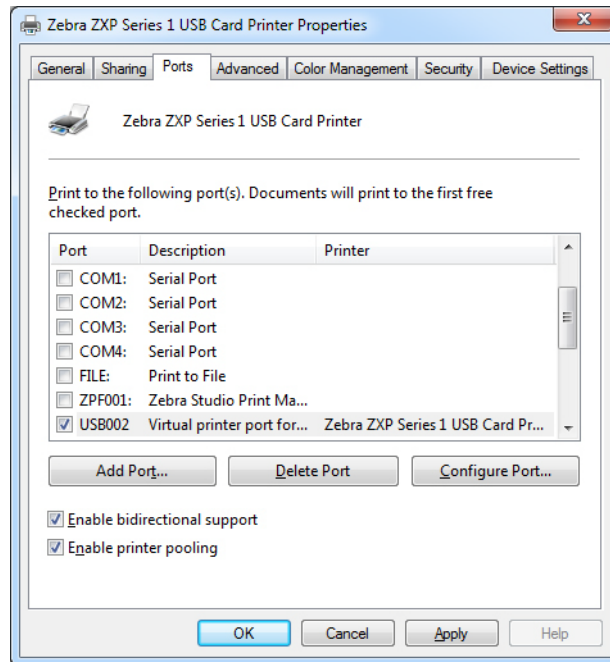 Zebra ZXP Series 1 USB Card Printer Properties
General Sharing Ports Advanced Color Management Security Device Settings
Zebra ZXP Series 1 USB Card Printer
Print to the following port(s). Documents will print to the first free
checked port.
Port Description Printer
COM1: Serial Port
COM2: Serial Port
COM3: Serial Port
COM4: Serial Port
FILE: Print to File
ZPF001: Zebra Studio Print Ma...
USB002 Virtual printer port for... Zebra ZXP Series 1 USB Card Pr...
Add Port... Delete Port Configure Port...
Enable bidirectional support
Enable printer pooling
OK Cancel Apply Help